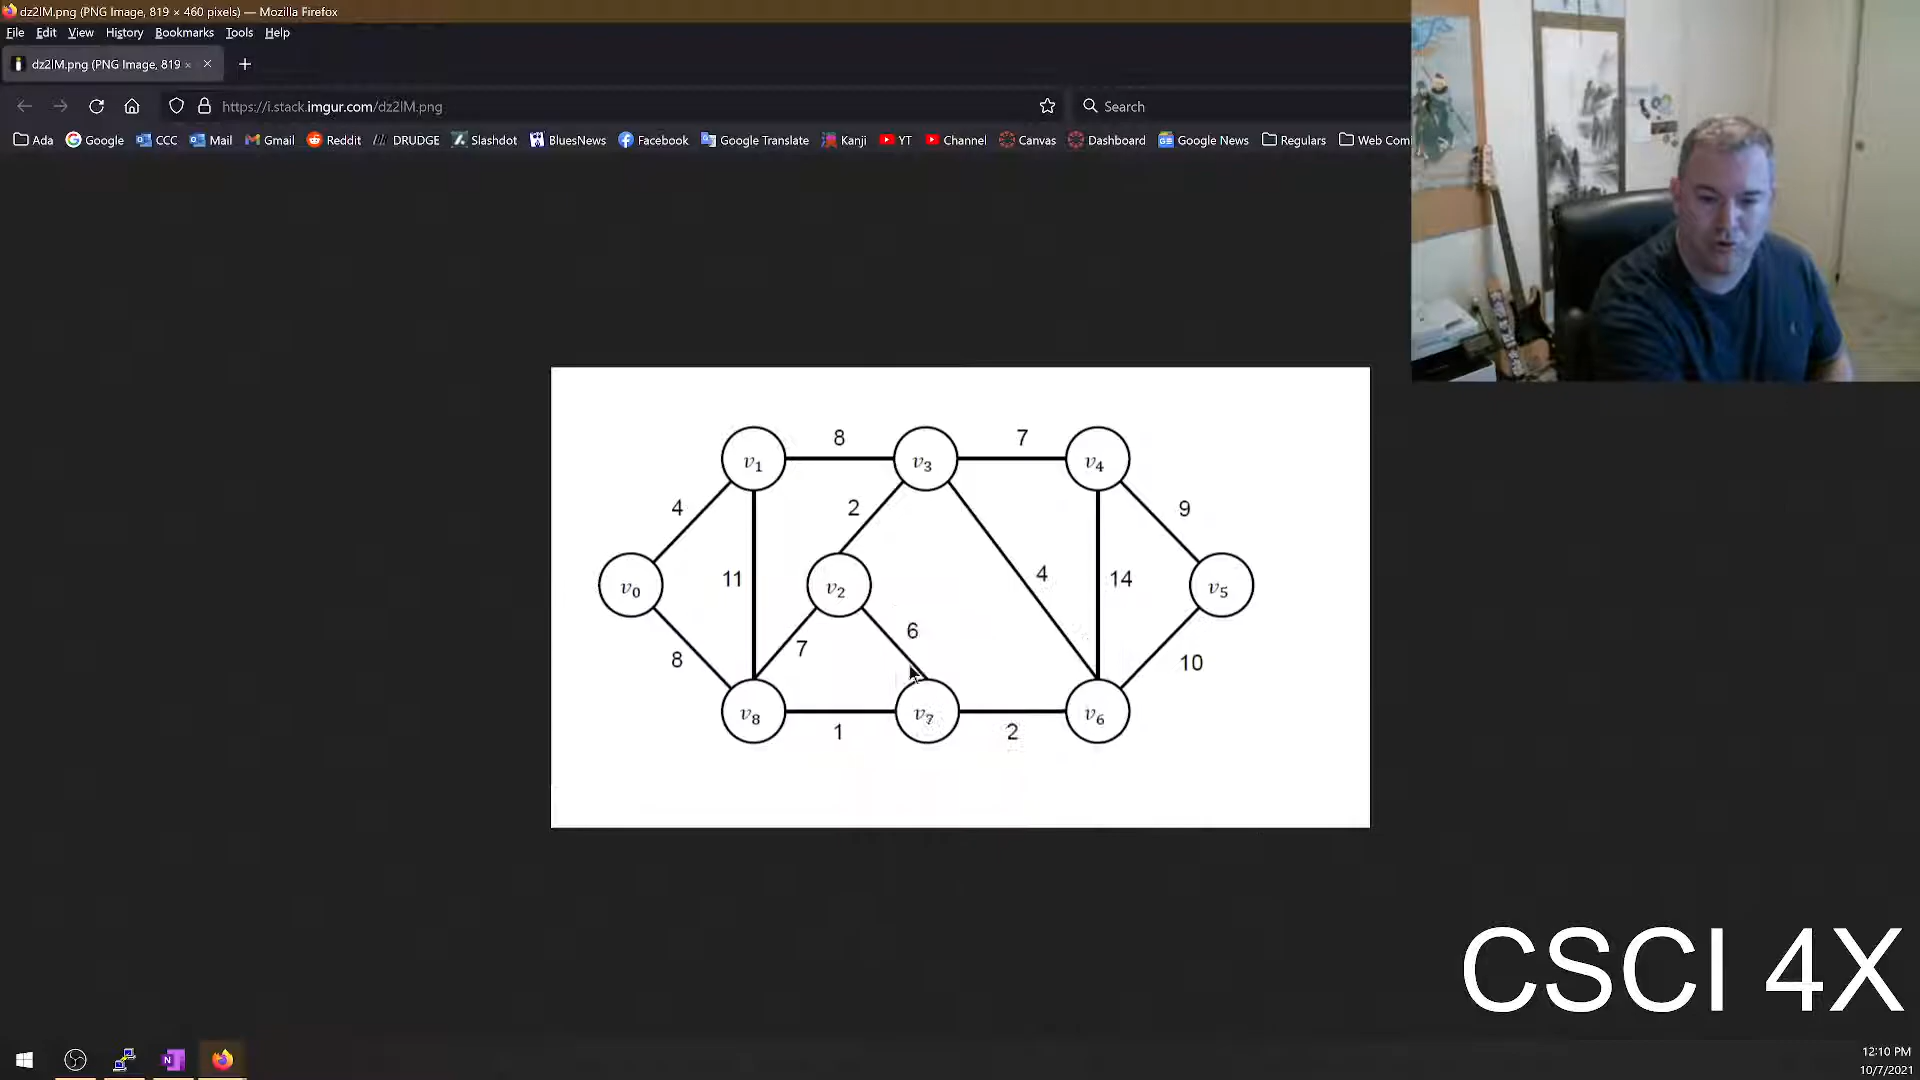 dz2lM.png (PNG Image, 819 × 460 pixels) — Mozilla Firefox
File Edit View History Bookmarks Tools Help
dz2lM.png (PNG Image, 819 ×
https://i.stack.imgur.com/dz2lM.png
Search
Ada Google CCC Mail Gmail Reddit DRUDGE Slashdot BluesNews Facebook Google Translate Kanji YT Channel Canvas Dashboard Google News Regulars Web Comi
8 7
v1 v3 v4
4 2 9
11 4 14
v0 v2 v5
6
7
8 10
v8 v7 v6
1 2
CSCI 4X
N
12:10 PM
10/7/2021